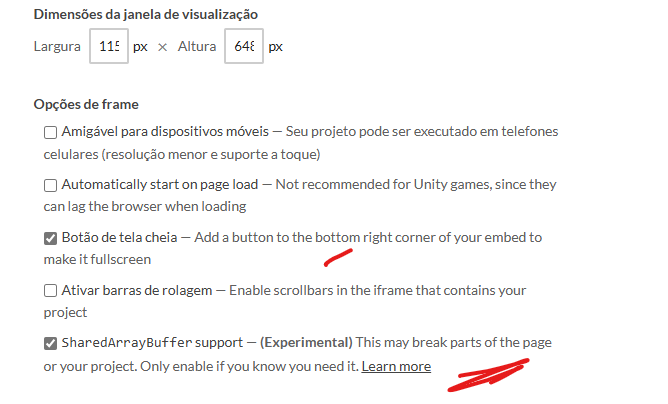 Dimensões da janela de visualização
Largura 115 px × Altura 648 px
Opções de frame
Amigável para dispositivos móveis — Seu projeto pode ser executado em telefones
celulares (resolução menor e suporte a toque)
Automatically start on page load — Not recommended for Unity games, since they
can lag the browser when loading
Botão de tela cheia — Add a button to the bottom right corner of your embed to
make it fullscreen
Ativar barras de rolagem — Enable scrollbars in the iframe that contains your
project
SharedArrayBuffer support — (Experimental) This may break parts of the page
or your project. Only enable if you know you need it. Learn more